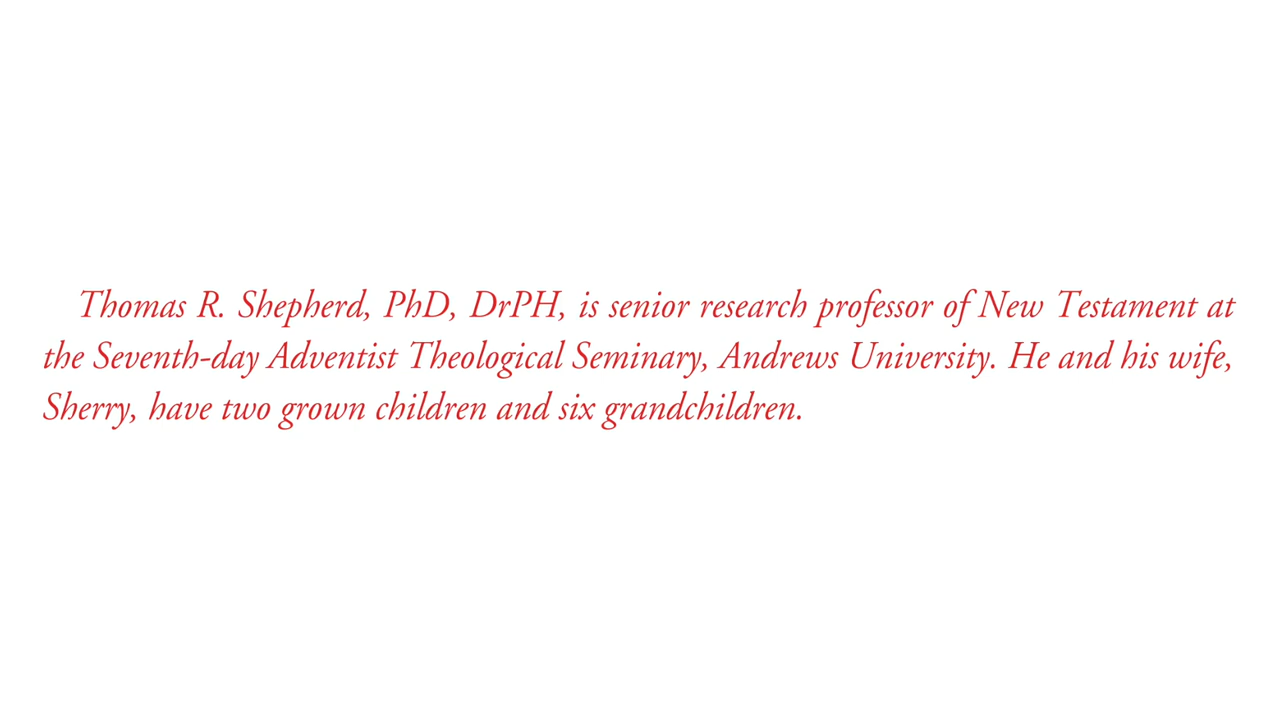 Thomas R. Shepherd, PhD, DrPH, is senior research professor of New Testament at
the Seventh-day Adventist Theological Seminary, Andrews University. He and his wife,
Sherry, have two grown children and six grandchildren.